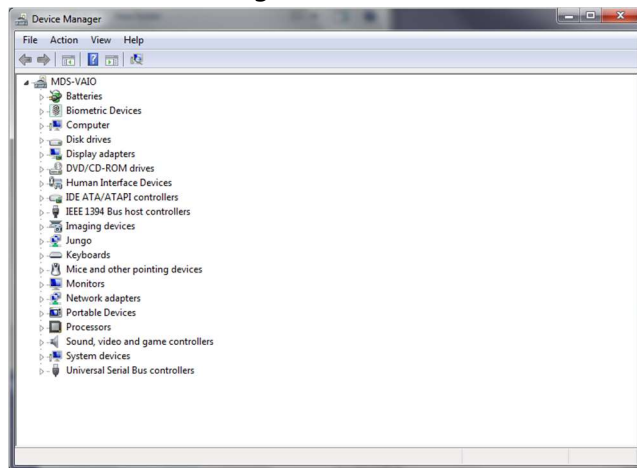 Device Manager
File Action View Help
MDS-VAIO
Batteries
Biometric Devices
Computer
Disk drives
Display adapters
DVD/CD-ROM drives
Human Interface Devices
IDE ATA/ATAPI controllers
IEEE 1394 Bus host controllers
Imaging devices
Jungo
Keyboards
Mice and other pointing devices
Monitors
Network adapters
Portable Devices
Processors
Sound, video and game controllers
System devices
Universal Serial Bus controllers